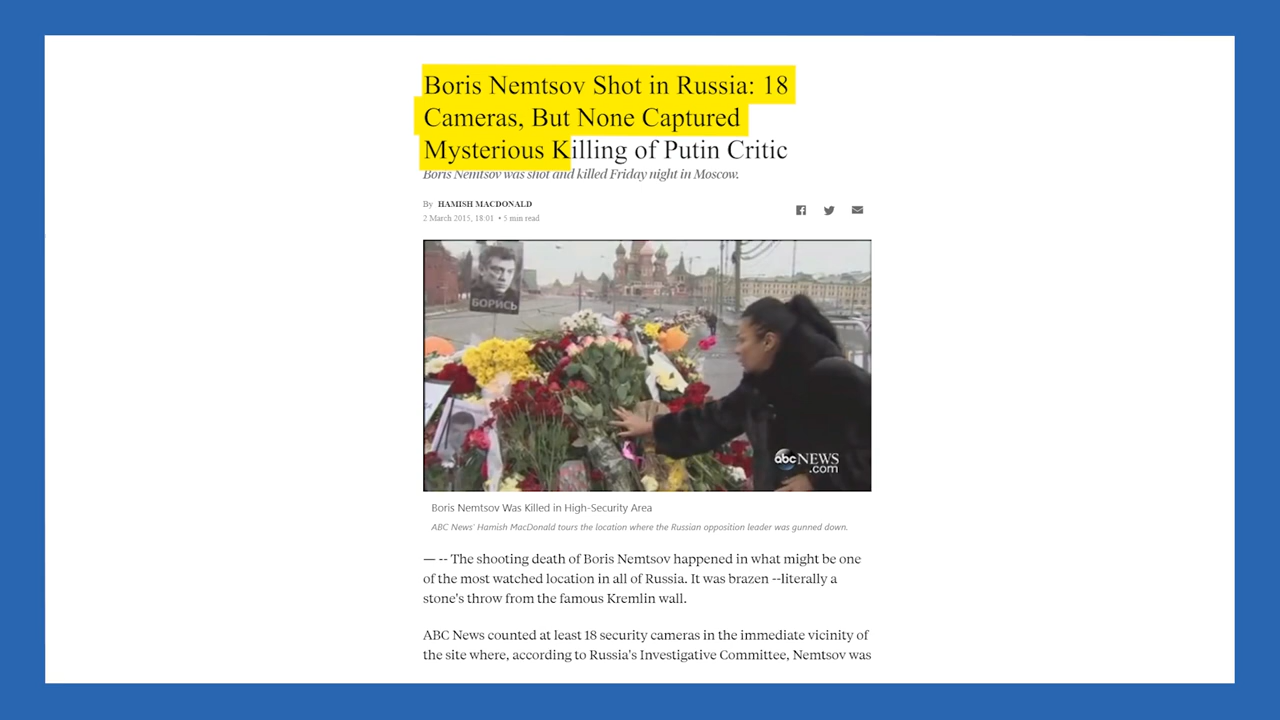 Boris Nemtsov Shot in Russia: 18
Cameras, But None Captured
Mysterious Killing of Putin Critic
Boris Nemtsov was shot and killed Friday night in Moscow.
By HAMISH MACDONALD
2 March 2015, 18:01 • 5 min read
БОРИСЬ
abc NEWS
.com
Boris Nemtsov Was Killed in High-Security Area
ABC News' Hamish MacDonald tours the location where the Russian opposition leader was gunned down.
— -- The shooting death of Boris Nemtsov happened in what might be one
of the most watched location in all of Russia. It was brazen --literally a
stone's throw from the famous Kremlin wall.
ABC News counted at least 18 security cameras in the immediate vicinity of
the site where, according to Russia's Investigative Committee, Nemtsov was